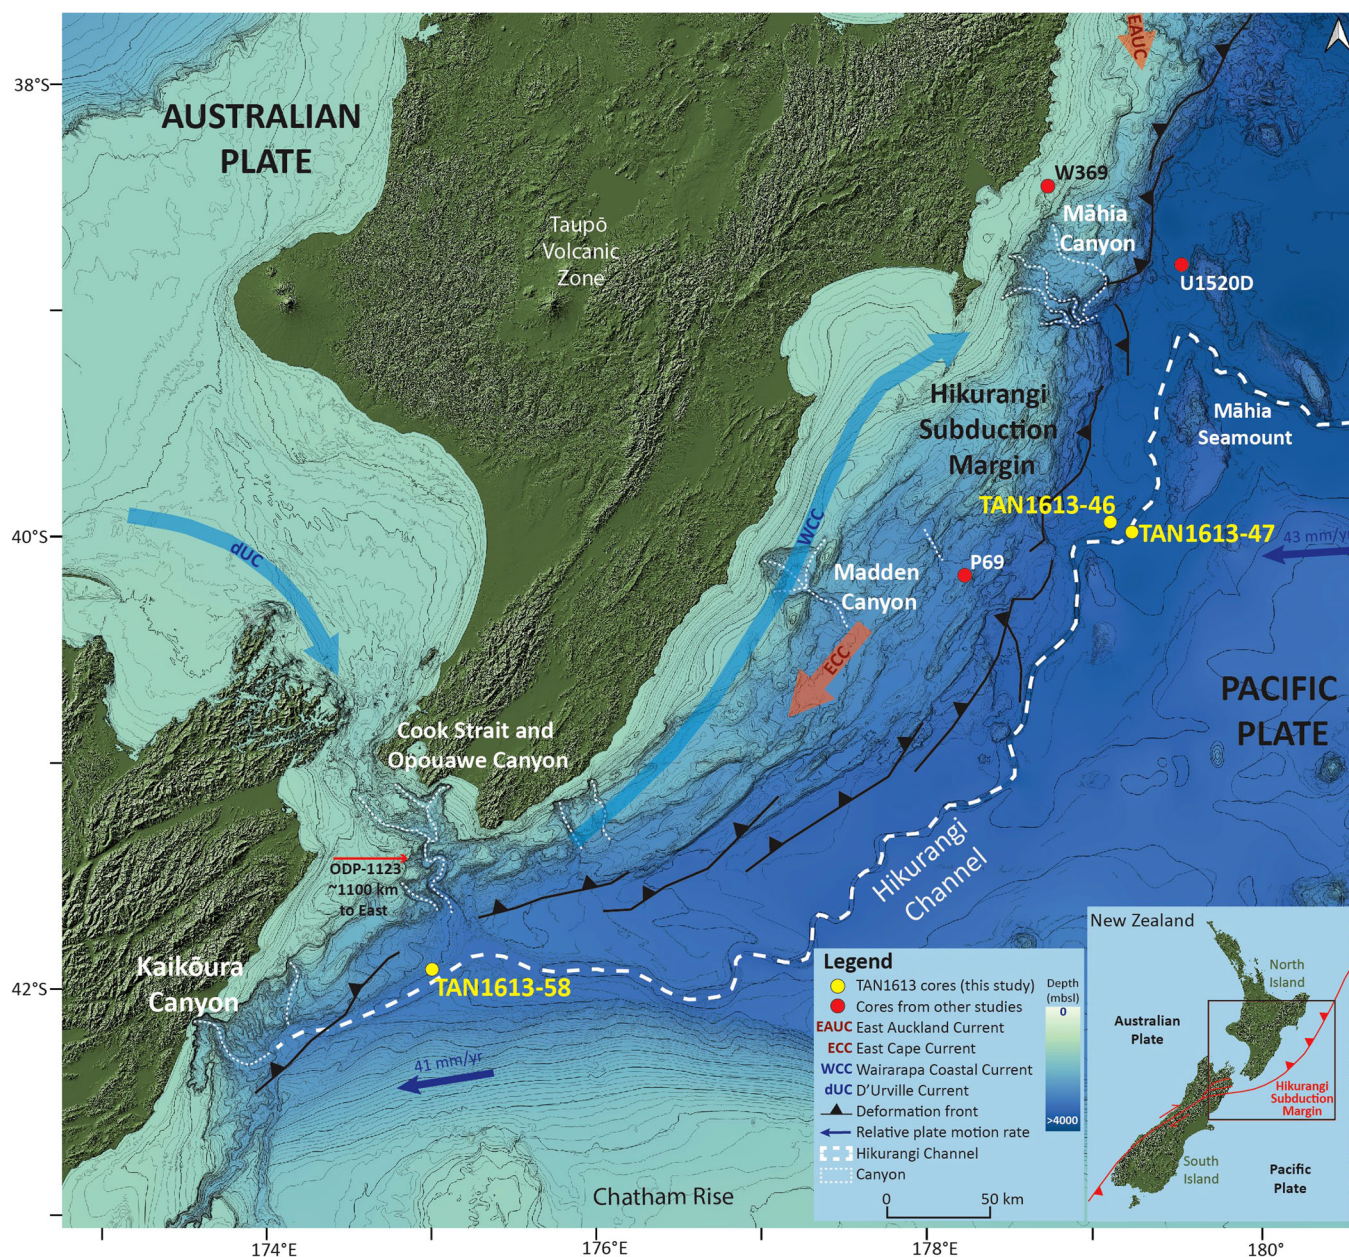 EAUC
38°S
AUSTRALIAN
PLATE
W369
Māhia
Canyon
Taupō
Volcanic
Zone
U1520D
Hikurangi
Subduction
Margin
Māhia
Seamount
TAN1613-46
TAN1613-47
40°S
dUC
WCC
43 mm/yr
P69
Madden
Canyon
ECC
PACIFIC
PLATE
Cook Strait and
Opouawe Canyon
ODP-1123
~1100 km
to East
Hikurangi
Channel
Kaikōura
Canyon
42°S
TAN1613-58
41 mm/yr
Chatham Rise
Legend
TAN1613 cores (this study)
Cores from other studies
EAUC East Auckland Current
ECC East Cape Current
WCC Wairarapa Coastal Current
dUC D'Urville Current
Deformation front
Relative plate motion rate
Hikurangi Channel
Canyon
0 50 km
Depth
(mbsl)
0
>4000
New Zealand
North
Island
Australian
Plate
Hikurangi
Subduction
Margin
South
Island
Pacific
Plate
174°E
176°E
178°E
180°